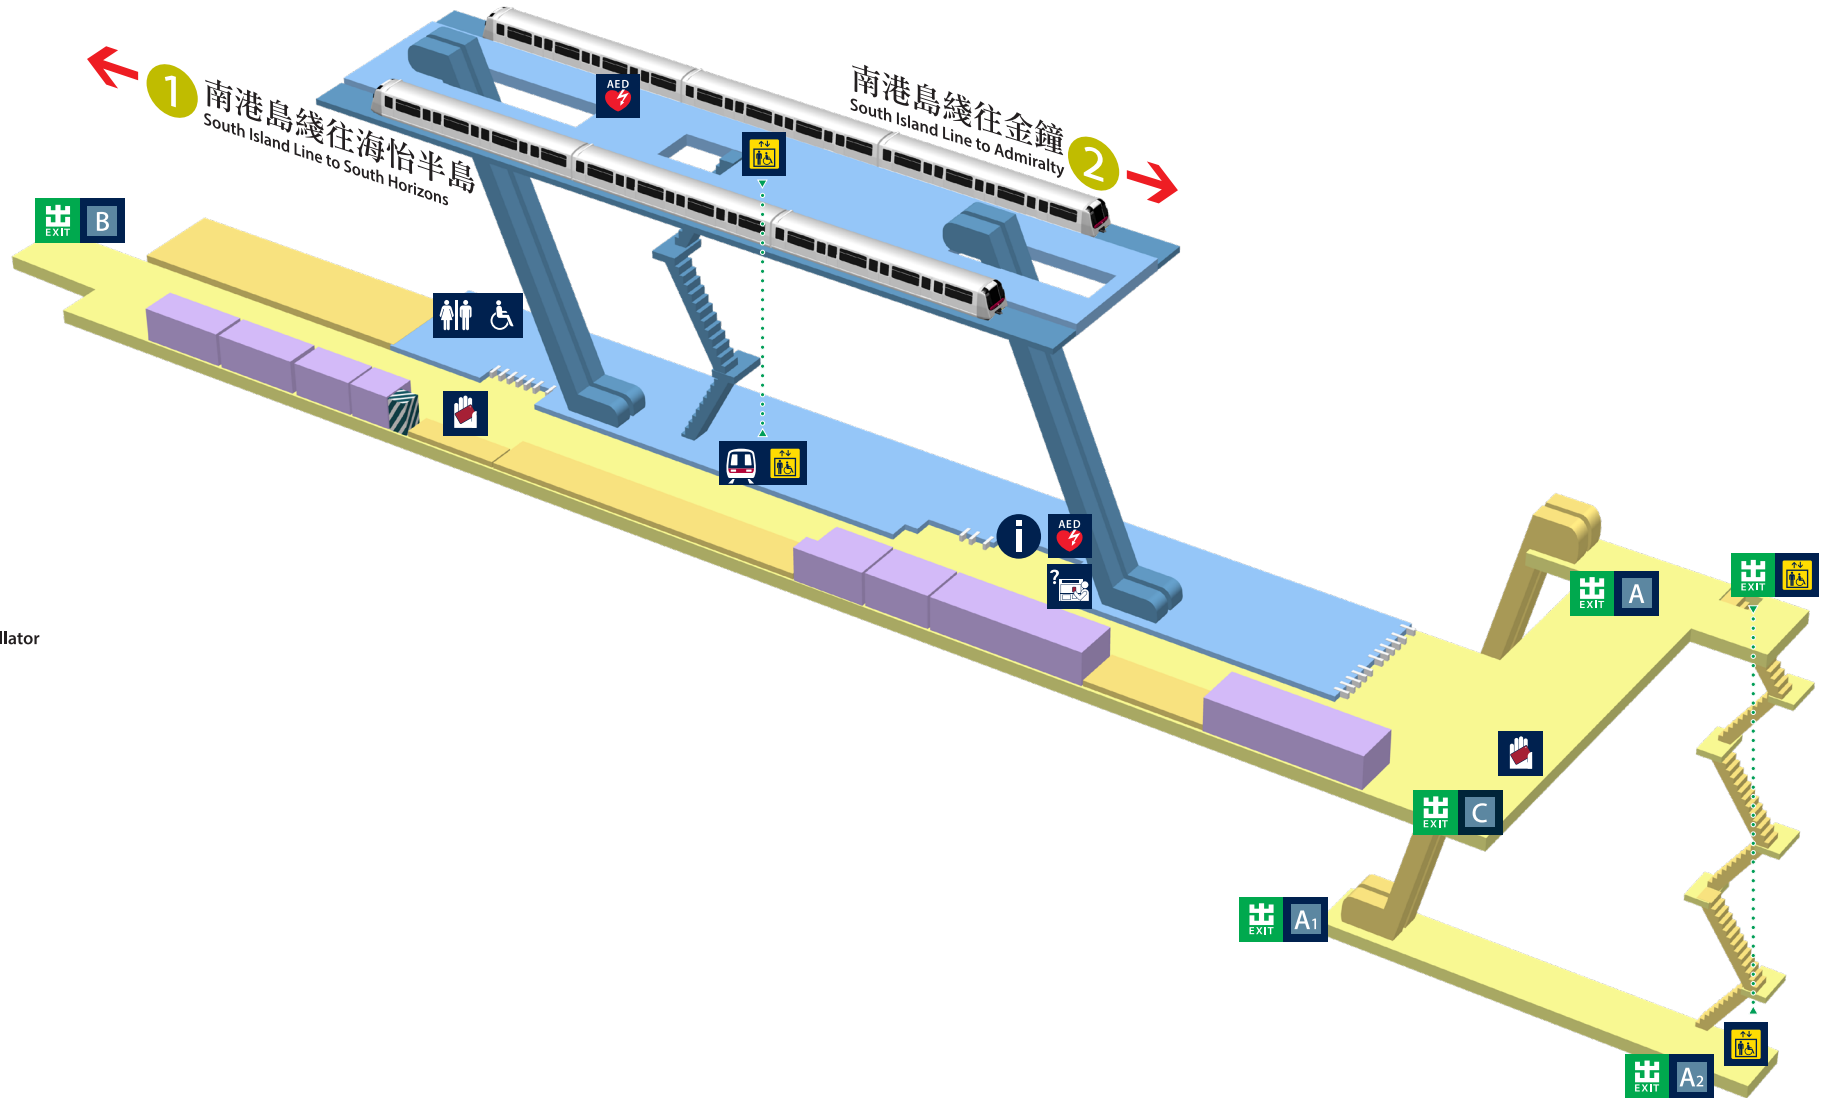 AED
1
南港島綫往海怡半島
South Island Line to South Horizons
南港島綫往金鐘
South Island Line to Admiralty
2
EXIT B
i
AED
?
EXIT A
EXIT
llator
EXIT C
EXIT A1
EXIT A2